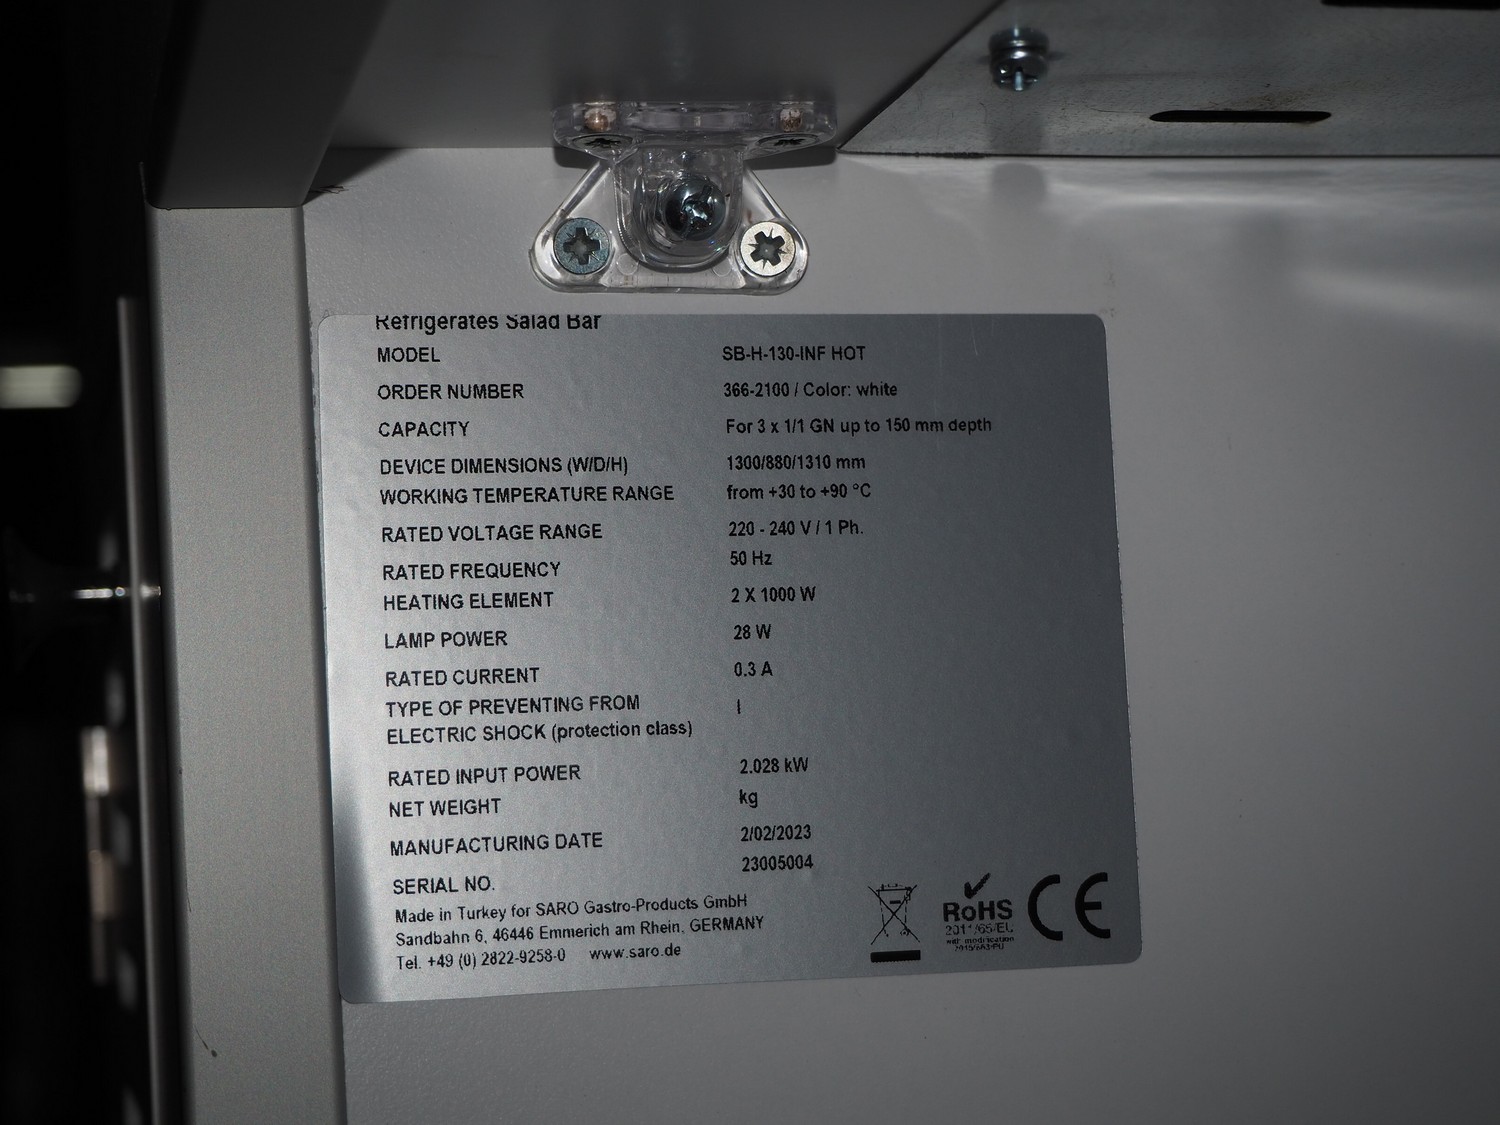 Refrigerates Salad Bar
MODEL SB-H-130-INF HOT
ORDER NUMBER 366-2100 / Color: white
CAPACITY For 3 x 1/1 GN up to 150 mm depth
DEVICE DIMENSIONS (W/D/H) 1300/880/1310 mm
WORKING TEMPERATURE RANGE from +30 to +90 °C
RATED VOLTAGE RANGE 220 - 240 V / 1 Ph.
RATED FREQUENCY 50 Hz
HEATING ELEMENT 2 X 1000 W
LAMP POWER 28 W
RATED CURRENT 0.3 A
TYPE OF PREVENTING FROM I
ELECTRIC SHOCK (protection class)
RATED INPUT POWER 2.028 kW
NET WEIGHT kg
MANUFACTURING DATE 2/02/2023
SERIAL NO. 23005004
Made in Turkey for SARO Gastro-Products GmbH
Sandbahn 6, 46446 Emmerich am Rhein, GERMANY
Tel. +49 (0) 2822-9258-0 www.saro.de
RoHS
2011/65/EU
with modification
CE